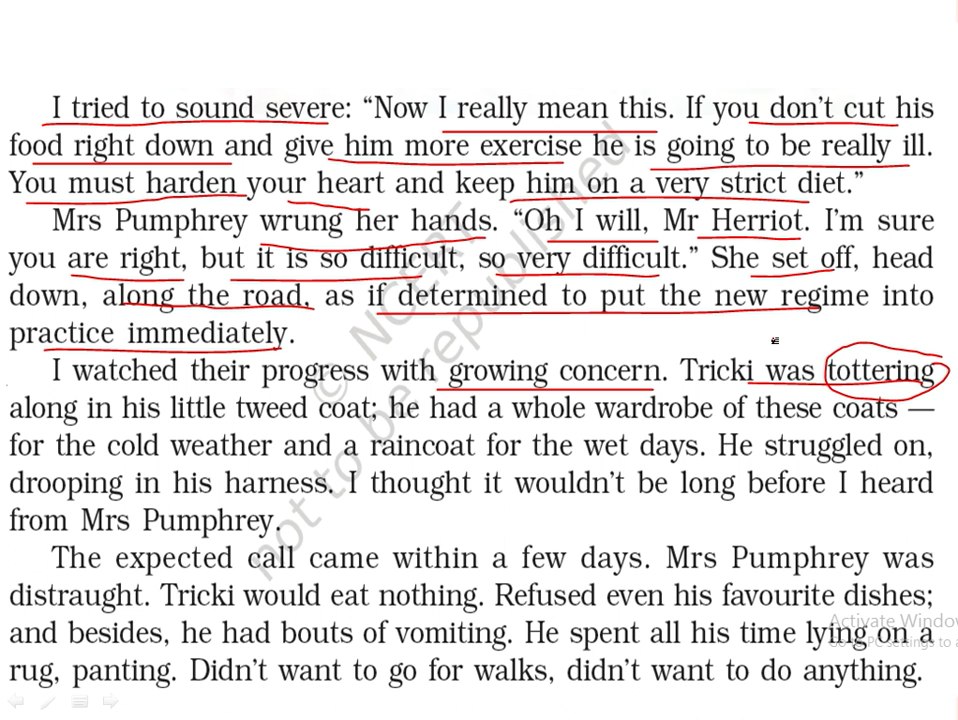 I tried to sound severe: “Now I really mean this. If you don’t cut his
food right down and give him more exercise he is going to be really ill.
You must harden your heart and keep him on a very strict diet.”
Mrs Pumphrey wrung her hands. “Oh I will, Mr Herriot. I’m sure
you are right, but it is so difficult, so very difficult.” She set off, head
down, along the road, as if determined to put the new regime into
practice immediately.
I watched their progress with growing concern. Tricki was tottering
along in his little tweed coat; he had a whole wardrobe of these coats —
for the cold weather and a raincoat for the wet days. He struggled on,
drooping in his harness. I thought it wouldn’t be long before I heard
from Mrs Pumphrey.
The expected call came within a few days. Mrs Pumphrey was
distraught. Tricki would eat nothing. Refused even his favourite dishes;
and besides, he had bouts of vomiting. He spent all his time lying on a
rug, panting. Didn’t want to go for walks, didn’t want to do anything.
© NCERT
not to be republished
Activate Window
Go to PC settings to a